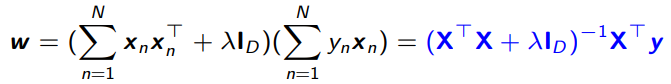 w = (∑_{n=1}^{N} x_n x_n^⊤ + λI_D)(∑_{n=1}^{N} y_n x_n) = (X^⊤X + λI_D)^{-1}X^⊤y